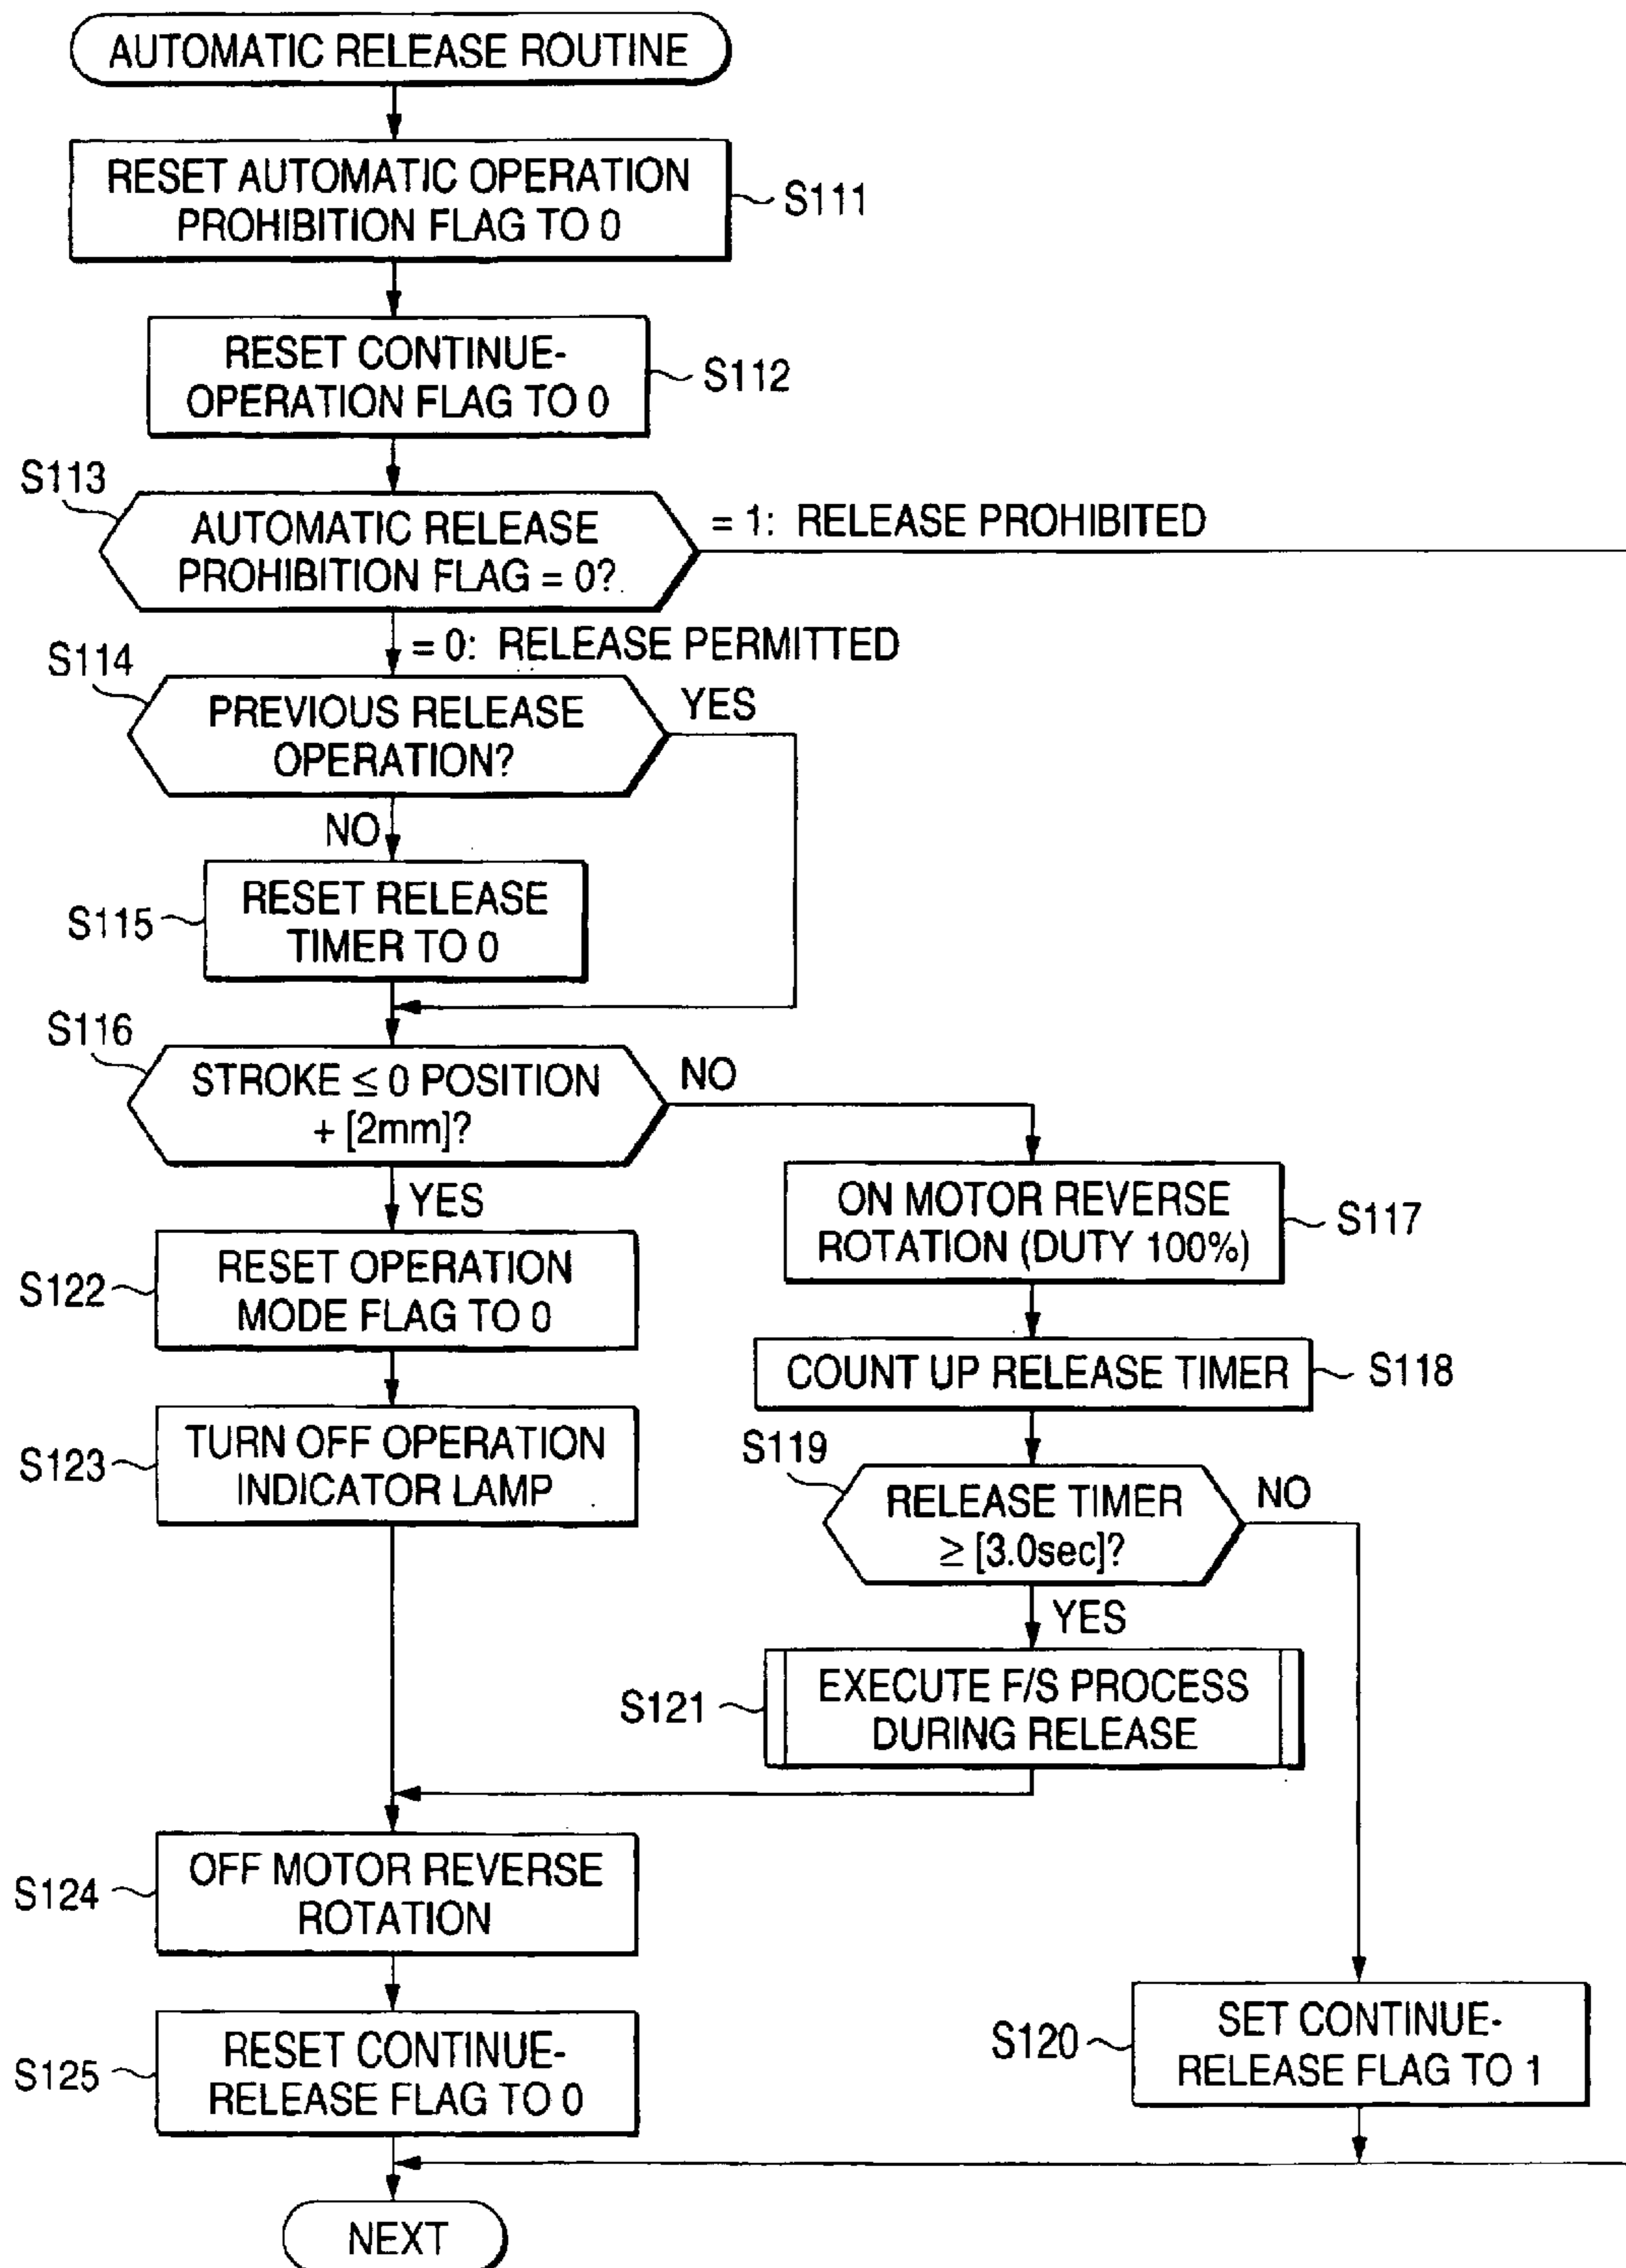 AUTOMATIC RELEASE ROUTINE
RESET AUTOMATIC OPERATION
PROHIBITION FLAG TO 0
S111
RESET CONTINUE-
OPERATION FLAG TO 0
S112
S113
AUTOMATIC RELEASE
PROHIBITION FLAG = 0?
= 1: RELEASE PROHIBITED
= 0: RELEASE PERMITTED
S114
PREVIOUS RELEASE
OPERATION?
YES
NO
S115
RESET RELEASE
TIMER TO 0
S116
STROKE ≤ 0 POSITION
+ [2mm]?
NO
YES
ON MOTOR REVERSE
ROTATION (DUTY 100%)
S117
S122
RESET OPERATION
MODE FLAG TO 0
COUNT UP RELEASE TIMER
S118
S123
TURN OFF OPERATION
INDICATOR LAMP
S119
RELEASE TIMER
≥ [3.0sec]?
NO
YES
S121
EXECUTE F/S PROCESS
DURING RELEASE
S124
OFF MOTOR REVERSE
ROTATION
S125
RESET CONTINUE-
RELEASE FLAG TO 0
S120
SET CONTINUE-
RELEASE FLAG TO 1
NEXT